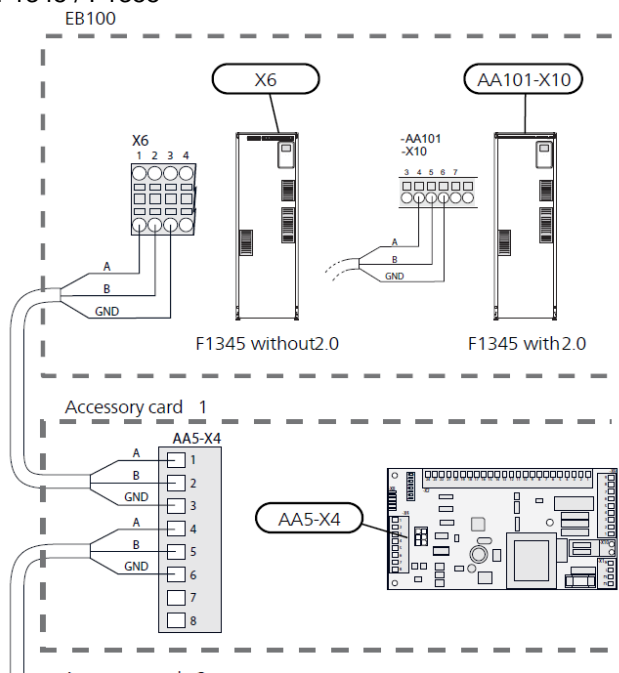 EB100
X6
AA101-X10
X6
1 2 3 4
-AA101
-X10
3 4 5 6 7
A
B
GND
A
B
GND
F1345 without2.0
F1345 with2.0
Accessory card 1
AA5-X4
A
1
B
2
GND
3
A
4
B
5
GND
6
7
8
AA5-X4